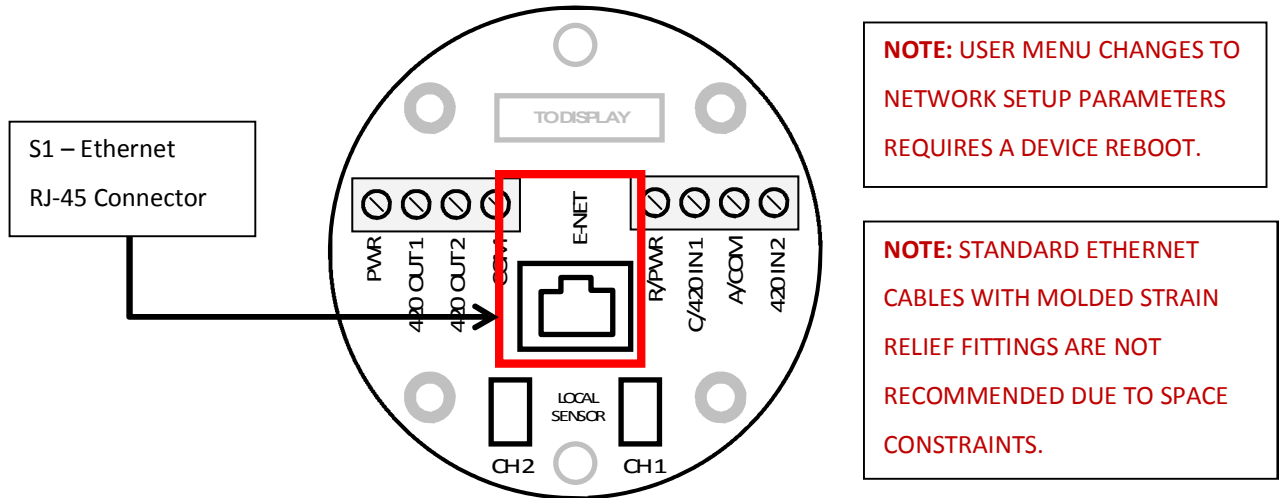 S1 – Ethernet
RJ-45 Connector
TO DISPLAY
PWR
420 OUT1
420 OUT2
COM
E-NET
R/PWR
C/420 IN1
A/COM
420 IN2
LOCAL
SENSOR
CH2
CH1
NOTE: USER MENU CHANGES TO
NETWORK SETUP PARAMETERS
REQUIRES A DEVICE REBOOT.
NOTE: STANDARD ETHERNET
CABLES WITH MOLDED STRAIN
RELIEF FITTINGS ARE NOT
RECOMMENDED DUE TO SPACE
CONSTRAINTS.